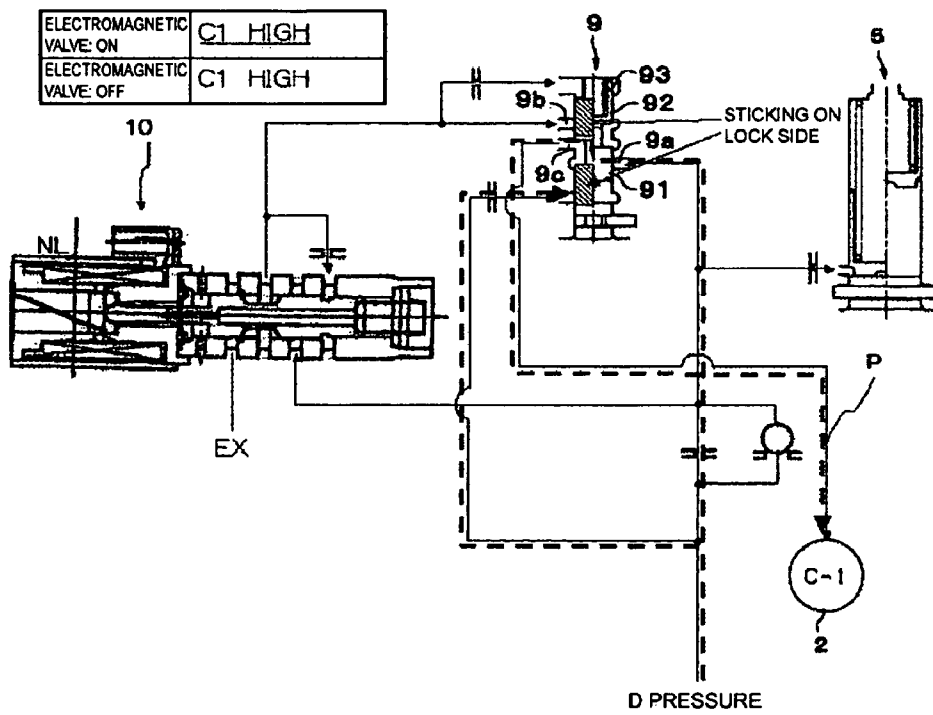 ELECTROMAGNETIC VALVE: ON
C1 HIGH
ELECTROMAGNETIC VALVE: OFF
C1 HIGH
10
9
93
92
9b
STICKING ON LOCK SIDE
9a
9c
91
6
NL
EX
P
C-1
2
D PRESSURE